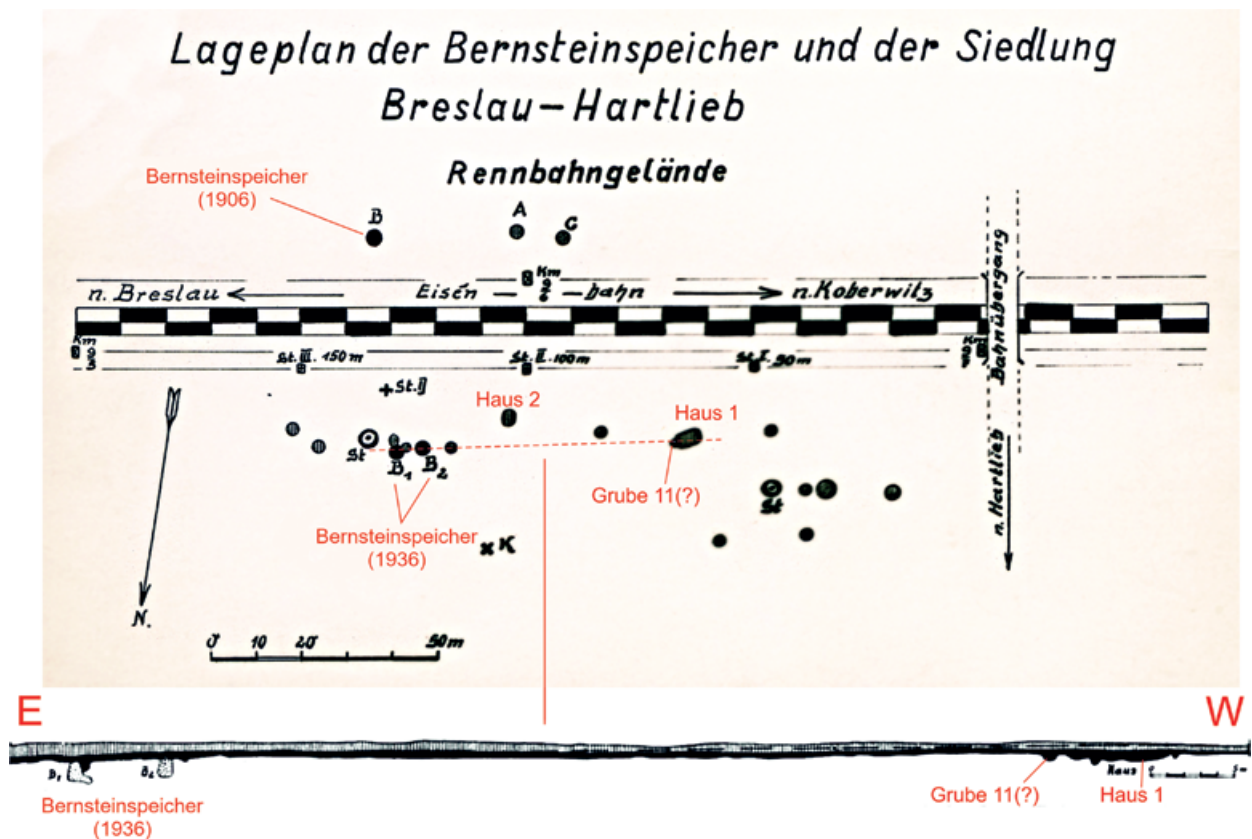 Lageplan der Bernsteinspeicher und der Siedlung
Breslau-Hartlieb
Rennbahngelände
Bernsteinspeicher
(1906)
B
A
C
Km
n. Breslau
Eisen-bahn
n. Koberwitz
Bahnübergang
Km
St. III. 150 m
St. II. 100 m
St. I. 50 m
Km
+St. II
Haus 2
Haus 1
St
B1
B2
Grube 11(?)
St
n. Hartlieb
Bernsteinspeicher
(1936)
×K
N.
0 10 20 50 m
E
W
B1
B2
Haus
Bernsteinspeicher
(1936)
Grube 11(?)
Haus 1